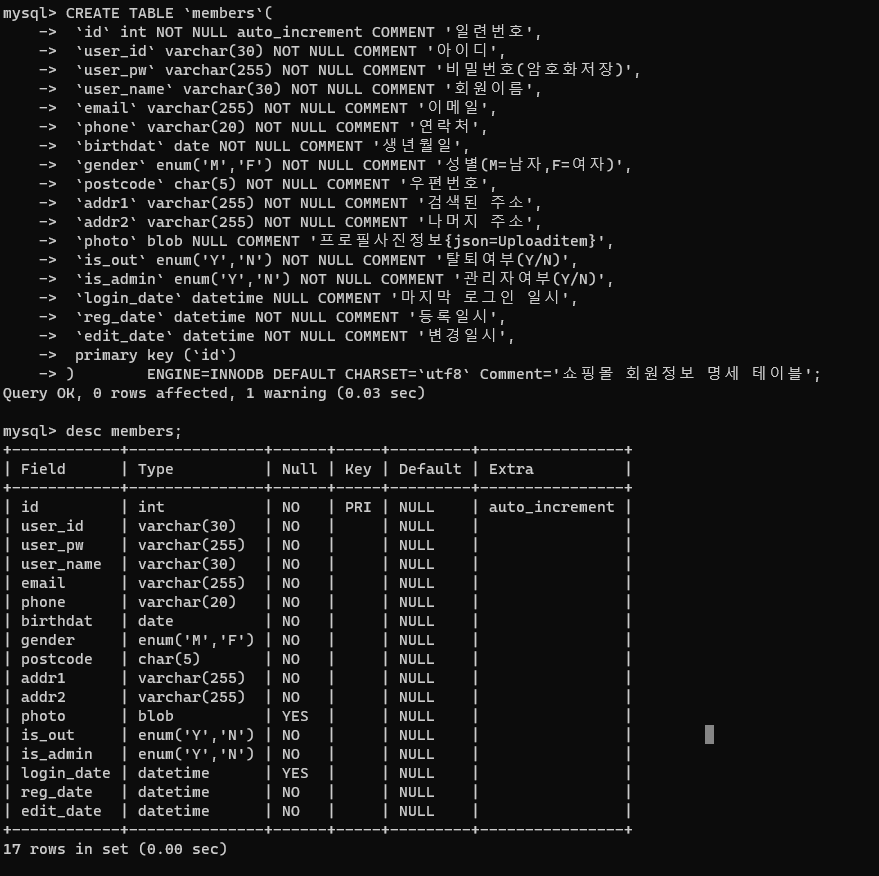 mysql> CREATE TABLE `members`(
    ->  `id` int NOT NULL auto_increment COMMENT '일련번호',
    ->  `user_id` varchar(30) NOT NULL COMMENT '아이디',
    ->  `user_pw` varchar(255) NOT NULL COMMENT '비밀번호(암호화저장)',
    ->  `user_name` varchar(30) NOT NULL COMMENT '회원이름',
    ->  `email` varchar(255) NOT NULL COMMENT '이메일',
    ->  `phone` varchar(20) NOT NULL COMMENT '연락처',
    ->  `birthdat` date NOT NULL COMMENT '생년월일',
    ->  `gender` enum('M','F') NOT NULL COMMENT '성별(M=남자,F=여자)',
    ->  `postcode` char(5) NOT NULL COMMENT '우편번호',
    ->  `addr1` varchar(255) NOT NULL COMMENT '검색된 주소',
    ->  `addr2` varchar(255) NOT NULL COMMENT '나머지 주소',
    ->  `photo` blob NULL COMMENT '프로필사진정보{json=Uploaditem}',
    ->  `is_out` enum('Y','N') NOT NULL COMMENT '탈퇴여부(Y/N)',
    ->  `is_admin` enum('Y','N') NOT NULL COMMENT '관리자여부(Y/N)',
    ->  `login_date` datetime NULL COMMENT '마지막 로그인 일시',
    ->  `reg_date` datetime NOT NULL COMMENT '등록일시',
    ->  `edit_date` datetime NOT NULL COMMENT '변경일시',
    ->  primary key (`id`)
    -> )        ENGINE=INNODB DEFAULT CHARSET=`utf8` Comment='쇼핑몰 회원정보 명세 테이블';
Query OK, 0 rows affected, 1 warning (0.03 sec)

mysql> desc members;
+------------+---------------+------+-----+---------+----------------+
| Field      | Type          | Null | Key | Default | Extra          |
+------------+---------------+------+-----+---------+----------------+
| id         | int           | NO   | PRI | NULL    | auto_increment |
| user_id    | varchar(30)   | NO   |     | NULL    |                |
| user_pw    | varchar(255)  | NO   |     | NULL    |                |
| user_name  | varchar(30)   | NO   |     | NULL    |                |
| email      | varchar(255)  | NO   |     | NULL    |                |
| phone      | varchar(20)   | NO   |     | NULL    |                |
| birthdat   | date          | NO   |     | NULL    |                |
| gender     | enum('M','F') | NO   |     | NULL    |                |
| postcode   | char(5)       | NO   |     | NULL    |                |
| addr1      | varchar(255)  | NO   |     | NULL    |                |
| addr2      | varchar(255)  | NO   |     | NULL    |                |
| photo      | blob          | YES  |     | NULL    |                |
| is_out     | enum('Y','N') | NO   |     | NULL    |                |
| is_admin   | enum('Y','N') | NO   |     | NULL    |                |
| login_date | datetime      | YES  |     | NULL    |                |
| reg_date   | datetime      | NO   |     | NULL    |                |
| edit_date  | datetime      | NO   |     | NULL    |                |
+------------+---------------+------+-----+---------+----------------+
17 rows in set (0.00 sec)